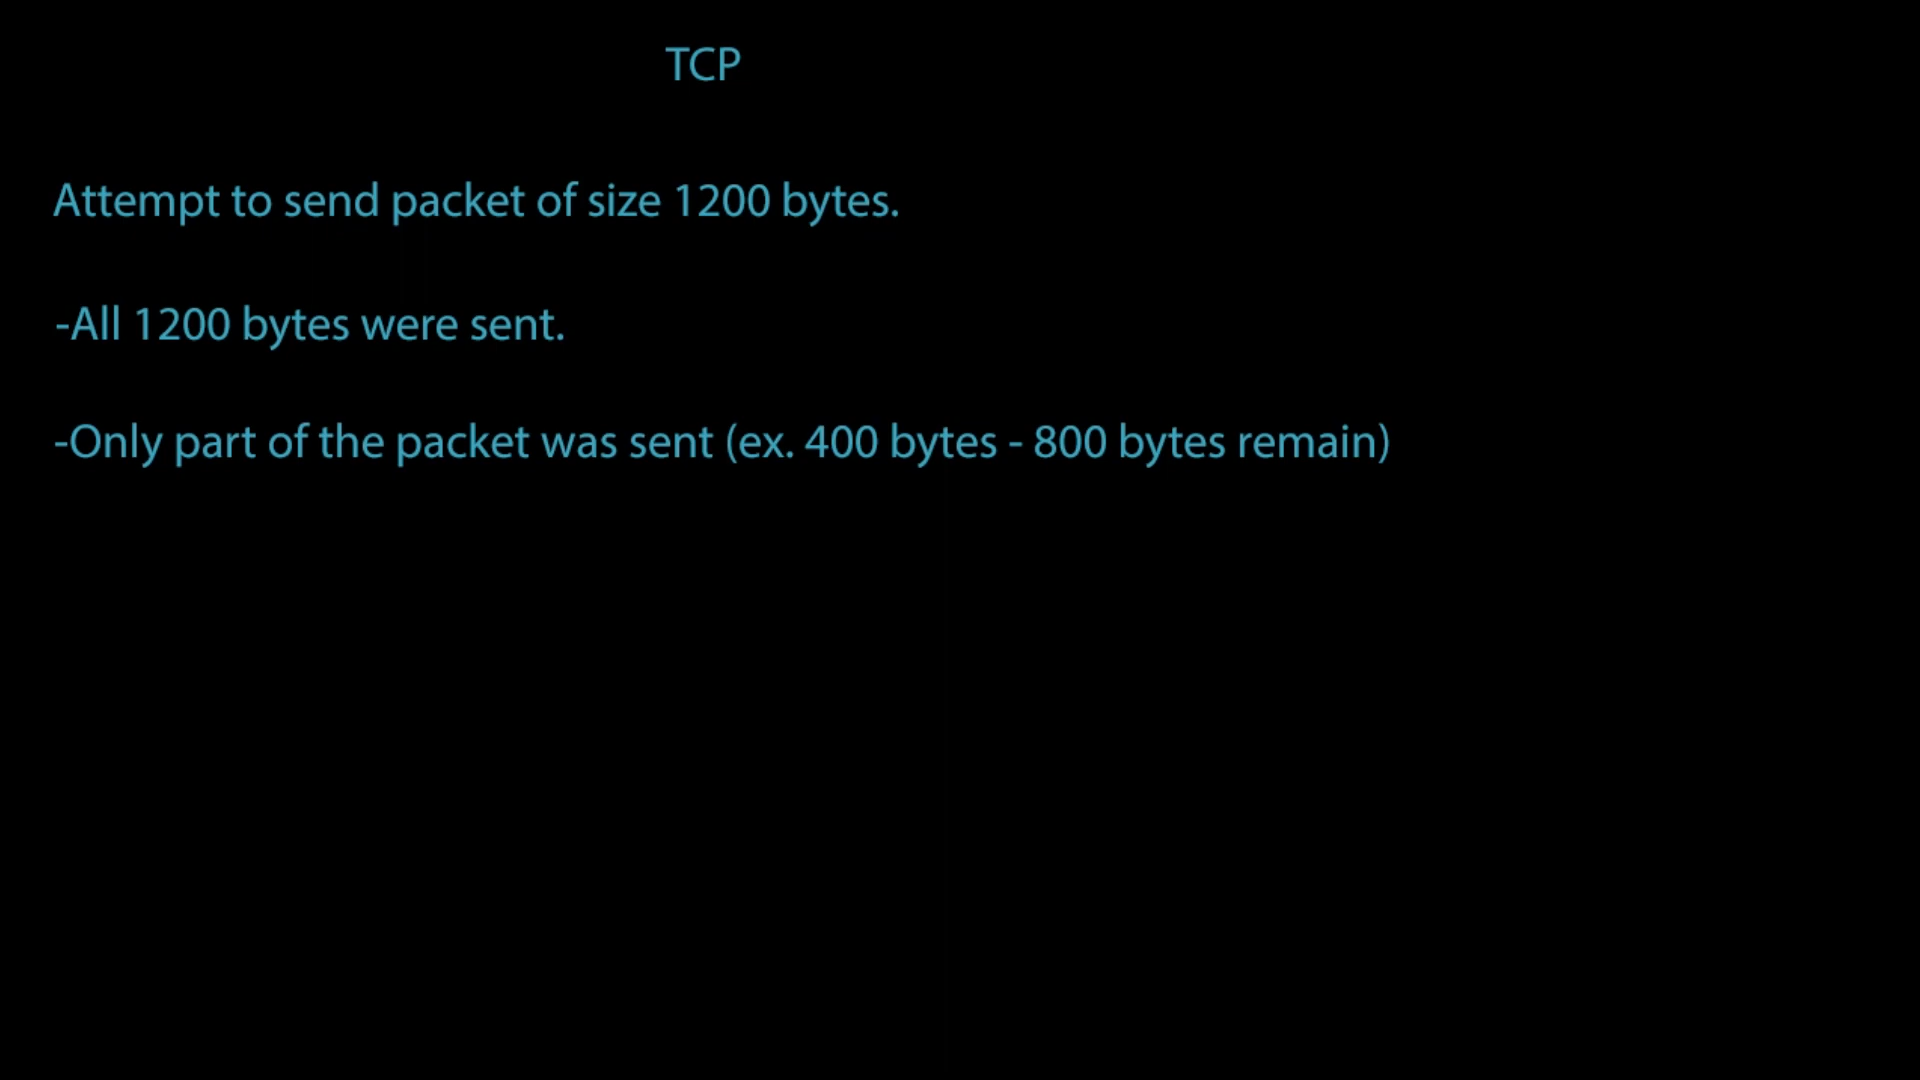 TCP
Attempt to send packet of size 1200 bytes.
-All 1200 bytes were sent.
-Only part of the packet was sent (ex. 400 bytes - 800 bytes remain)